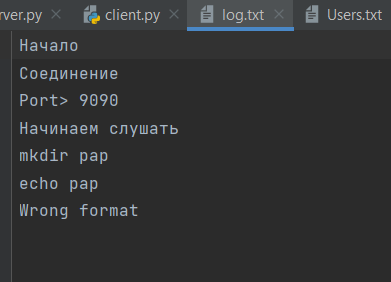 rver.py client.py log.txt Users.txt
Начало
Соединение
Port> 9090
Начинаем слушать
mkdir pap
echo pap
Wrong format